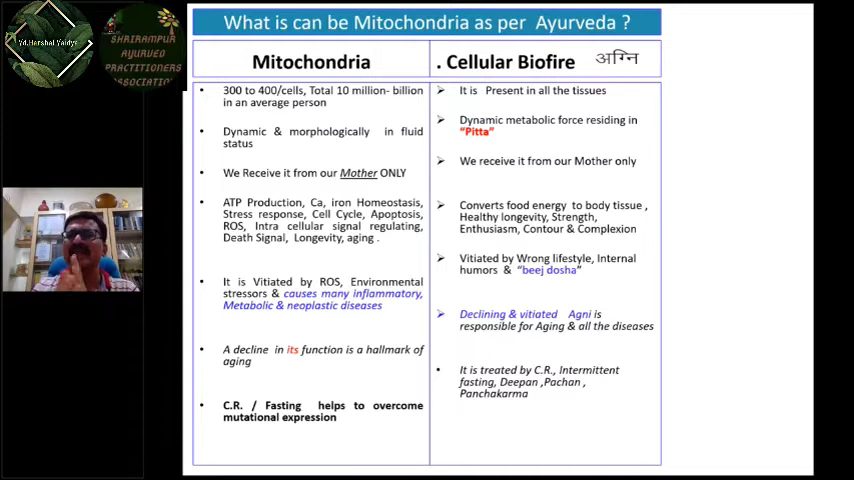 Yd.Harshal Vaidya
SHRIRAMPUR
AYURVED
PRACTITIONERS
ASSOCIATION
What is can be Mitochondria as per Ayurveda ?
Mitochondria
. Cellular Biofire अग्नि
300 to 400/cells, Total 10 million- billion
in an average person
Dynamic & morphologically in fluid
status
We Receive it from our Mother ONLY
ATP Production, Ca, iron Homeostasis,
Stress response, Cell Cycle, Apoptosis,
ROS, Intra cellular signal regulating,
Death Signal, Longevity, aging .
It is Vitiated by ROS, Environmental
stressors & causes many inflammatory,
Metabolic & neoplastic diseases
A decline in its function is a hallmark of
aging
C.R. / Fasting helps to overcome
mutational expression
It is Present in all the tissues
Dynamic metabolic force residing in
“Pitta”
We receive it from our Mother only
Converts food energy to body tissue ,
Healthy longevity, Strength,
Enthusiasm, Contour & Complexion
Vitiated by Wrong lifestyle, Internal
humors & “beej dosha”
Declining & vitiated Agni is
responsible for Aging & all the diseases
It is treated by C.R., Intermittent
fasting, Deepan ,Pachan ,
Panchakarma